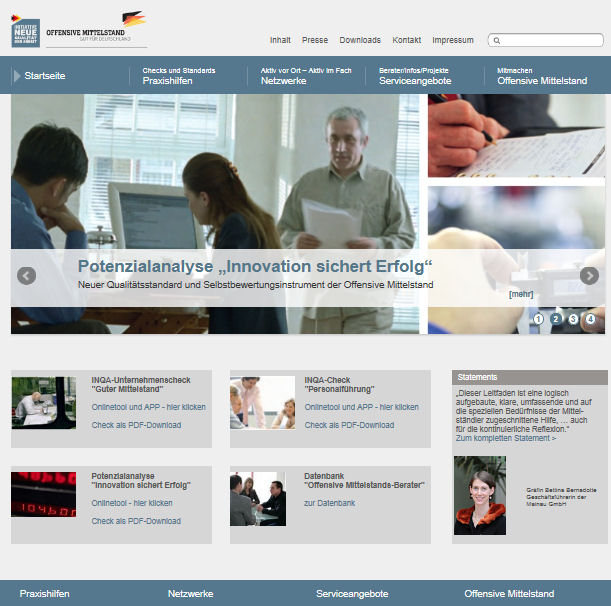 INITIATIVE
NEUE
QUALITÄT
DER ARBEIT
OFFENSIVE MITTELSTAND
GUT FÜR DEUTSCHLAND
Inhalt Presse Downloads Kontakt Impressum
Startseite
Checks und Standards
Praxishilfen
Aktiv vor Ort – Aktiv im Fach
Netzwerke
Berater/Infos/Projekte
Serviceangebote
Mitmachen
Offensive Mittelstand
Potenzialanalyse „Innovation sichert Erfolg“
Neuer Qualitätsstandard und Selbstbewertungsinstrument der Offensive Mittelstand
[mehr]
1 2 3 4
INQA-Unternehmenscheck
"Guter Mittelstand"
Onlinetool und APP - hier klicken
Check als PDF-Download
INQA-Check
"Personalführung"
Onlinetool und APP - hier klicken
Check als PDF-Download
Statements
„Dieser Leitfaden ist eine logisch
aufgebaute, klare, umfassende und auf
die speziellen Bedürfnisse der Mittel-
ständler zugeschnittene Hilfe, … auch
für die kontinuierliche Reflexion.“
Zum kompletten Statement >
Potenzialanalyse
"Innovation sichert Erfolg"
Onlinetool - hier klicken
Check als PDF-Download
Datenbank
"Offensive Mittelstands-Berater"
zur Datenbank
Gräfin Bettina Bernadotte
Geschäftsführerin der
Mainau GmbH
Praxishilfen Netzwerke Serviceangebote Offensive Mittelstand